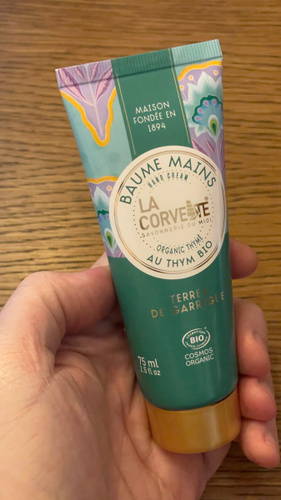 MAISON
FONDÉE EN
1894
BAUME MAINS
HAND CREAM
LA
CORVETTE
SAVONNERIE DU MIDI
ORGANIC THYME
AU THYM BIO
TERRE
DE GARRIGUE
BIO
COSMOS
ORGANIC
75 ml
2.5 fl oz